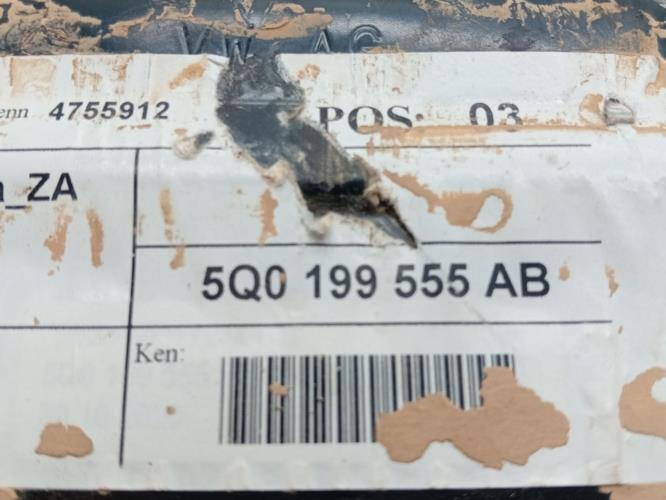 VW AG
enn 4755912
POS: 03
_ZA
5Q0 199 555 AB
Ken: